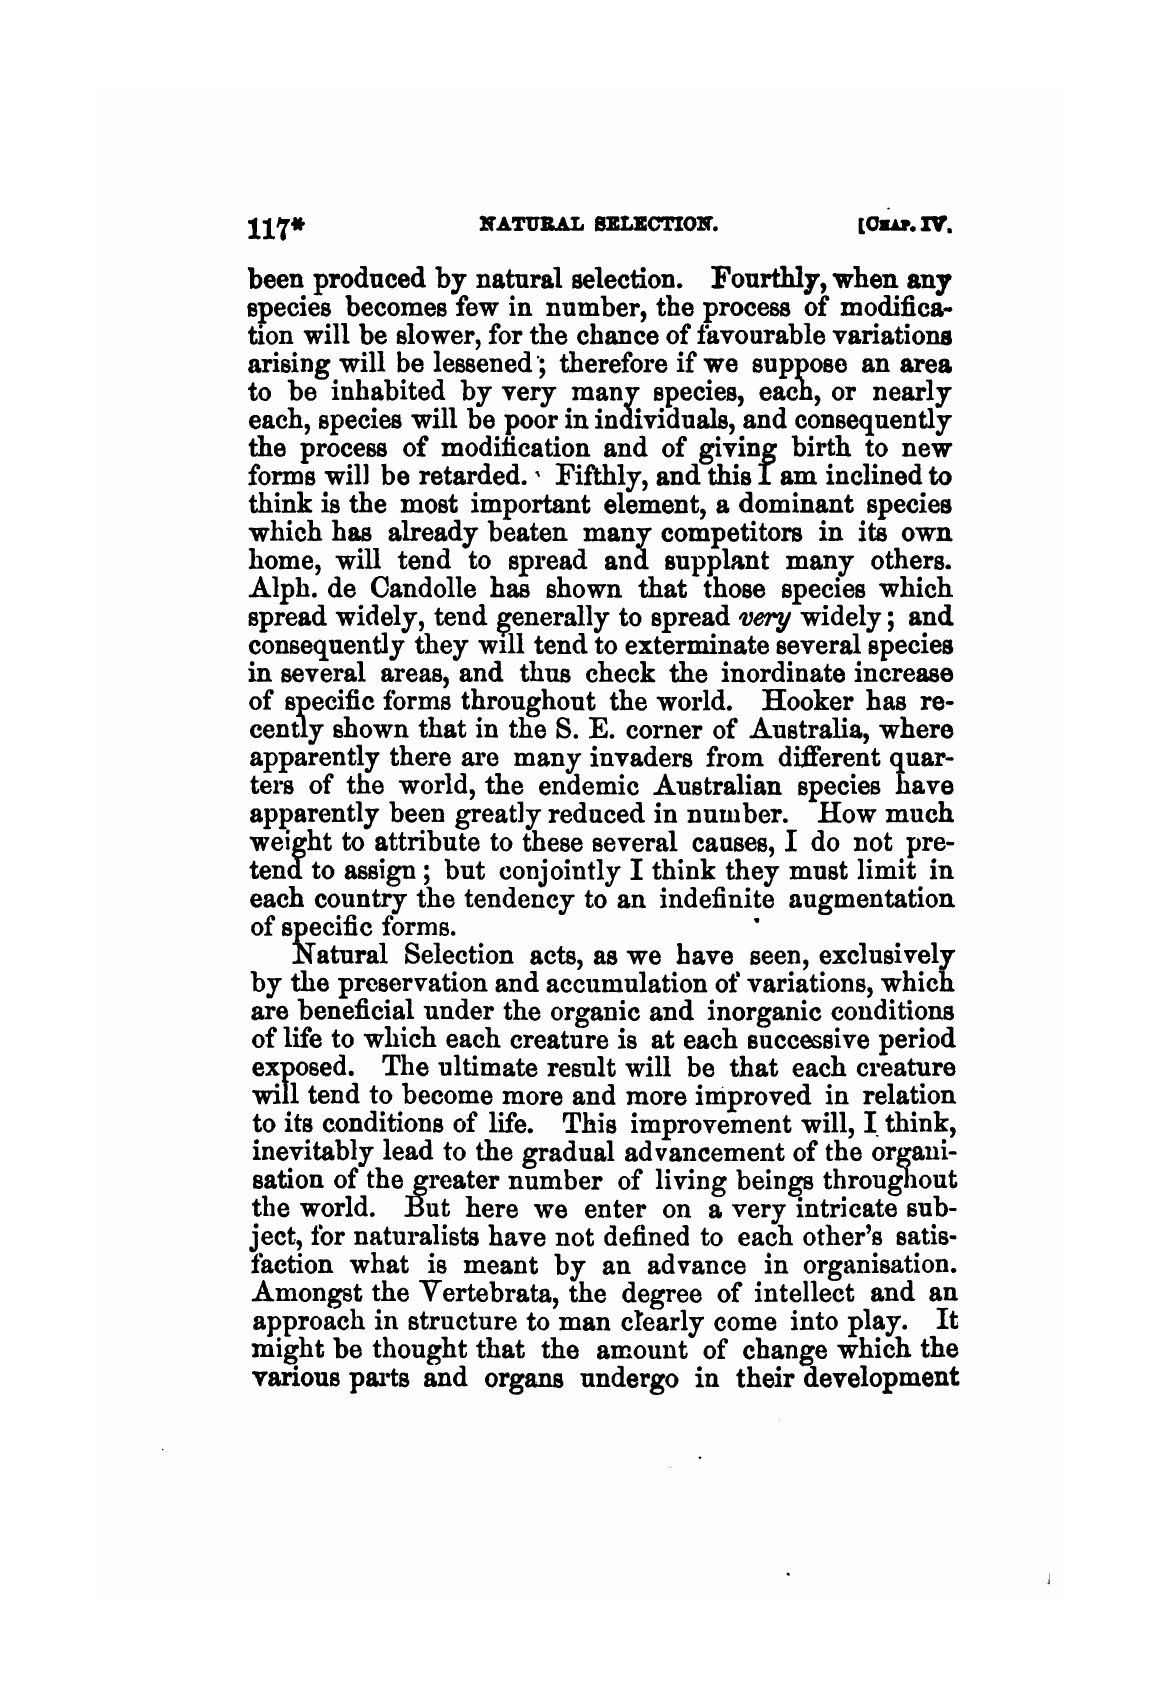 117* NATURAL SELECTION. [CHAP. IV.
been produced by natural selection. Fourthly, when any
species becomes few in number, the process of modifica-
tion will be slower, for the chance of favourable variations
arising will be lessened; therefore if we suppose an area
to be inhabited by very many species, each, or nearly
each, species will be poor in individuals, and consequently
the process of modification and of giving birth to new
forms will be retarded. Fifthly, and this I am inclined to
think is the most important element, a dominant species
which has already beaten many competitors in its own
home, will tend to spread and supplant many others.
Alph. de Candolle has shown that those species which
spread widely, tend generally to spread very widely; and
consequently they will tend to exterminate several species
in several areas, and thus check the inordinate increase
of specific forms throughout the world. Hooker has re-
cently shown that in the S. E. corner of Australia, where
apparently there are many invaders from different quar-
ters of the world, the endemic Australian species have
apparently been greatly reduced in number. How much
weight to attribute to these several causes, I do not pre-
tend to assign; but conjointly I think they must limit in
each country the tendency to an indefinite augmentation
of specific forms.
Natural Selection acts, as we have seen, exclusively
by the preservation and accumulation of variations, which
are beneficial under the organic and inorganic conditions
of life to which each creature is at each successive period
exposed. The ultimate result will be that each creature
will tend to become more and more improved in relation
to its conditions of life. This improvement will, I think,
inevitably lead to the gradual advancement of the organi-
sation of the greater number of living beings throughout
the world. But here we enter on a very intricate sub-
ject, for naturalists have not defined to each other's satis-
faction what is meant by an advance in organisation.
Amongst the Vertebrata, the degree of intellect and an
approach in structure to man clearly come into play. It
might be thought that the amount of change which the
various parts and organs undergo in their development